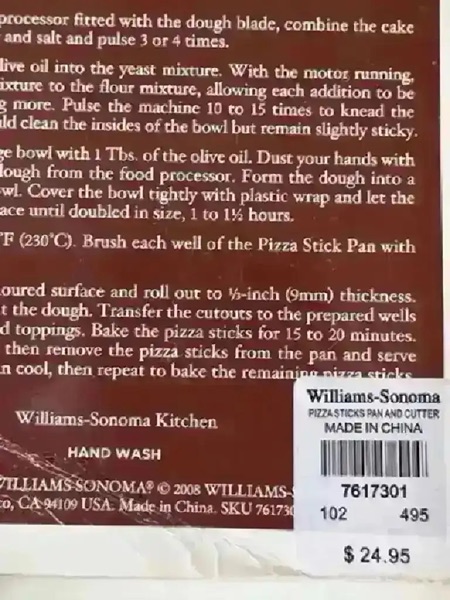 processor fitted with the dough blade, combine the cake
and salt and pulse 3 or 4 times.
live oil into the yeast mixture. With the motor running,
ixture to the flour mixture, allowing each addition to be
g more. Pulse the machine 10 to 15 times to knead the
uld clean the insides of the bowl but remain slightly sticky.
ge bowl with 1 Tbs. of the olive oil. Dust your hands with
lough from the food processor. Form the dough into a
wl. Cover the bowl tightly with plastic wrap and let the
ace until doubled in size, 1 to 1½ hours.
°F (230°C). Brush each well of the Pizza Stick Pan with
oured surface and roll out to ⅓-inch (9mm) thickness.
t the dough. Transfer the cutouts to the prepared wells
d toppings. Bake the pizza sticks for 15 to 20 minutes.
then remove the pizza sticks from the pan and serve
n cool, then repeat to bake the remaining pizza sticks.
Williams-Sonoma Kitchen
HAND WASH
WILLIAMS-SONOMA® © 2008 WILLIAMS-S
co, CA 94109 USA. Made in China. SKU 761730
Williams-Sonoma
PIZZA STICKS PAN AND CUTTER
MADE IN CHINA
7617301
102 495
$ 24.95